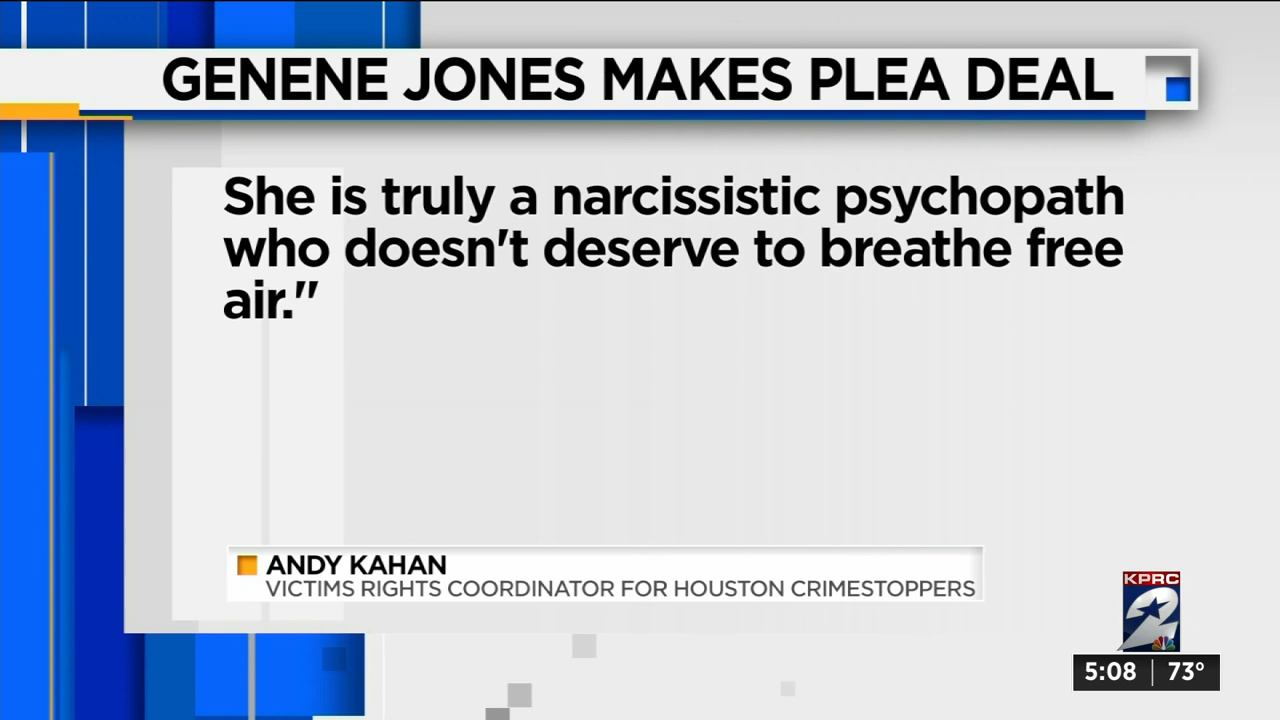 GENENE JONES MAKES PLEA DEAL
She is truly a narcissistic psychopath
who doesn't deserve to breathe free
air."
ANDY KAHAN
VICTIMS RIGHTS COORDINATOR FOR HOUSTON CRIMESTOPPERS
KPRC
2
5:08 73°